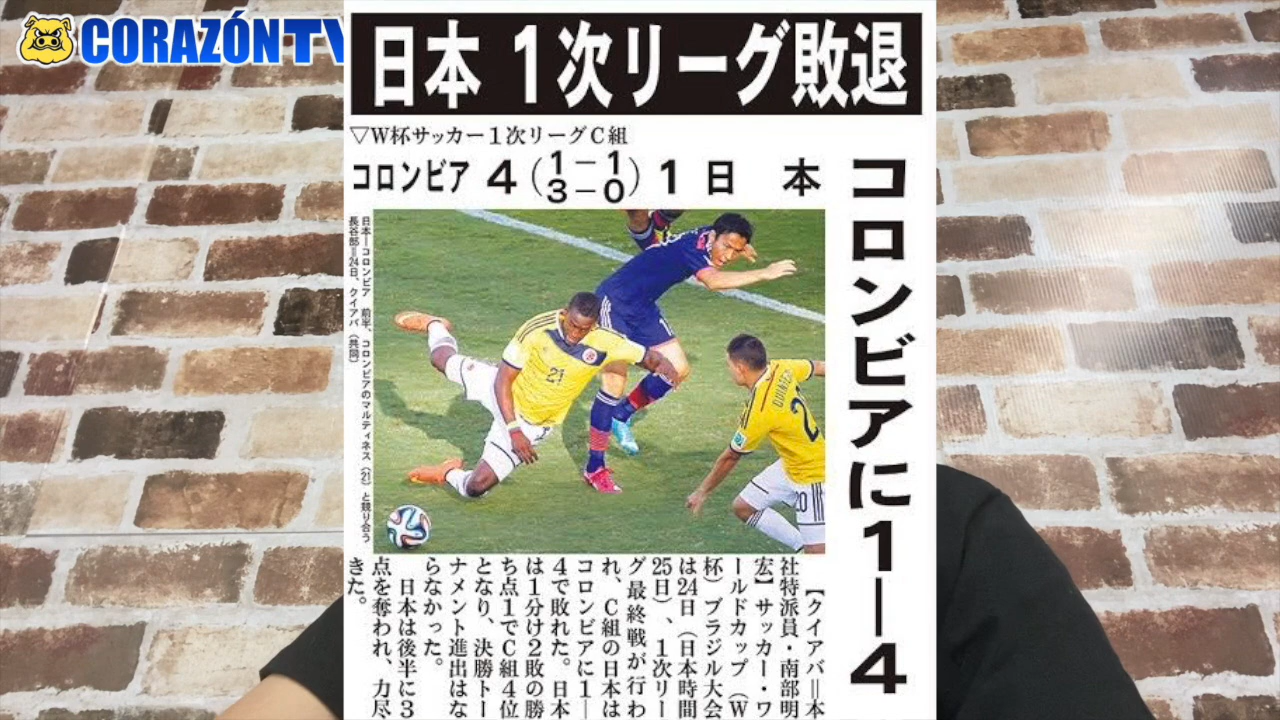 CORAZÓNTV
日本 1次リーグ敗退
▽W杯サッカー1次リーグC組
コロンビア 4(1−1 3−0)1 日 本
コロンビアに1―4
日本―コロンビア 前半、コロンビアのマルティネス(21)と競り合う
長谷部=24日、クイアバ(共同)
21
QUINTERO
20
【クイアバ=本
社特派員・南部明
宏】サッカー・ワ
ールドカップ(W
杯)ブラジル大会
は24日(日本時間
25日)、1次リー
グ最終戦が行わ
れ、C組の日本は
コロンビアに1―
4で敗れた。日本
は1分け2敗の勝
ち点1でC組4位
となり、決勝トー
ナメント進出はな
らなかった。
日本は後半に3
点を奪われ、力尽
きた。